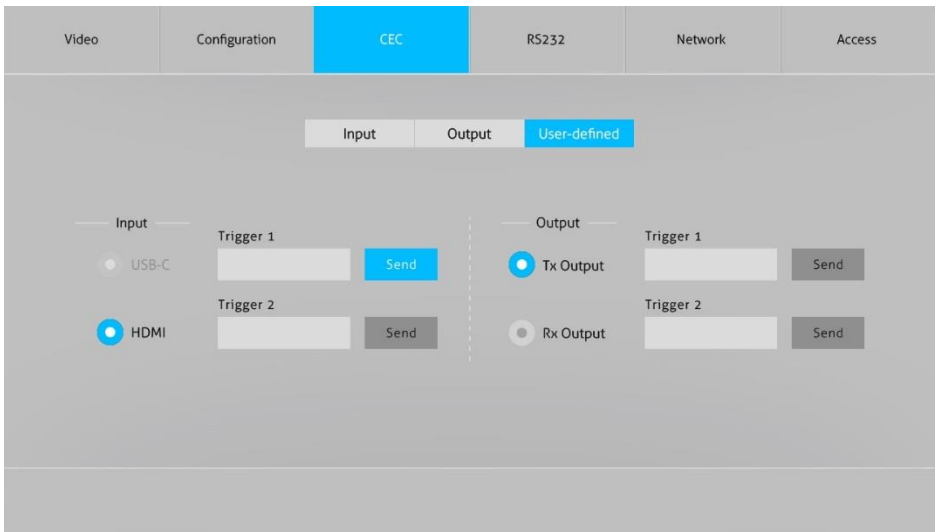 Video Configuration CEC RS232 Network Access
Input Output User-defined
Input
Trigger 1
USB-C Send
Trigger 2
HDMI Send
Output
Trigger 1
Tx Output Send
Trigger 2
Rx Output Send